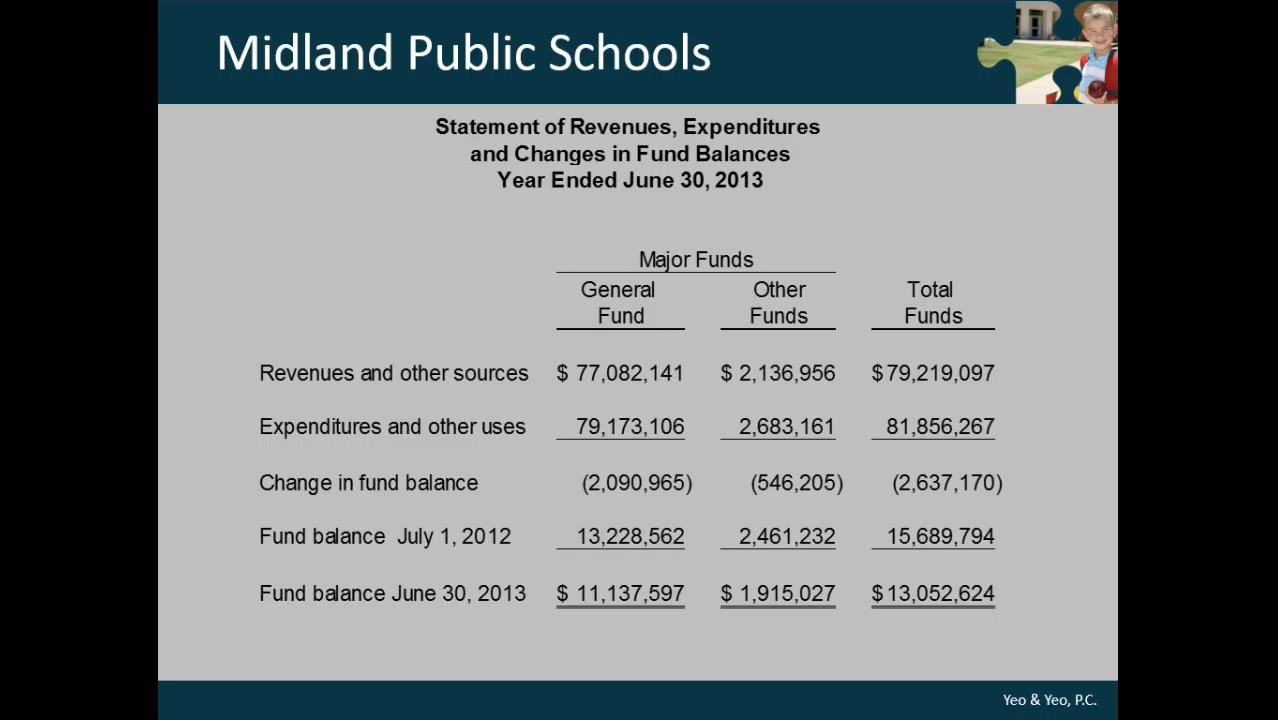 Midland Public Schools
Statement of Revenues, Expenditures
and Changes in Fund Balances
Year Ended June 30, 2013
Major Funds
General Other Total
Fund Funds Funds
Revenues and other sources $ 77,082,141 $ 2,136,956 $ 79,219,097
Expenditures and other uses 79,173,106 2,683,161 81,856,267
Change in fund balance (2,090,965) (546,205) (2,637,170)
Fund balance July 1, 2012 13,228,562 2,461,232 15,689,794
Fund balance June 30, 2013 $ 11,137,597 $ 1,915,027 $ 13,052,624
Yeo & Yeo, P.C.